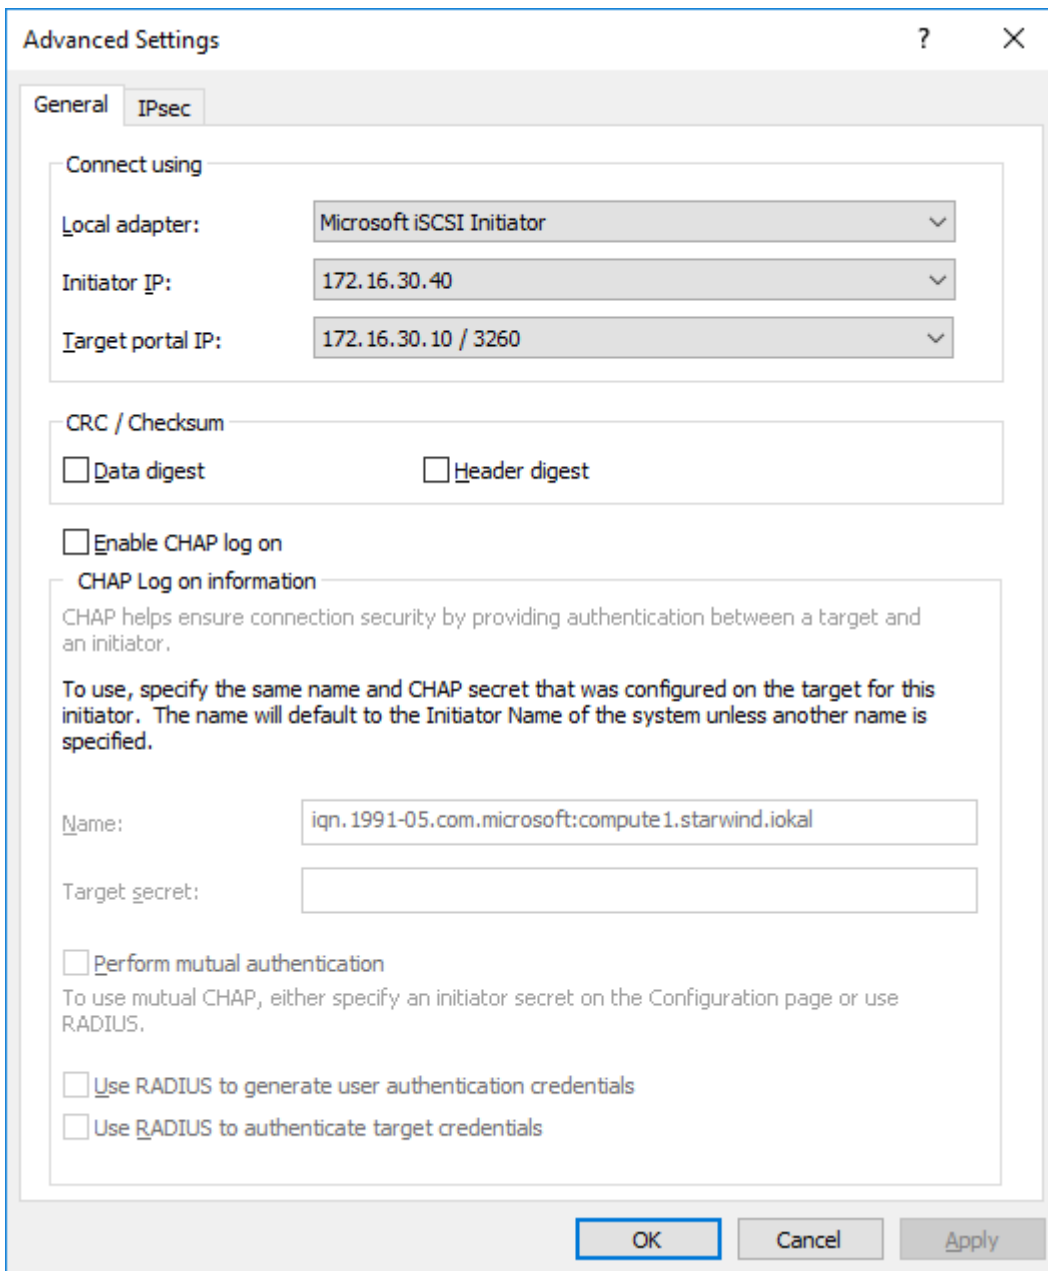 Advanced Settings
?
General
IPsec
Connect using
Local adapter:
Microsoft iSCSI Initiator
Initiator IP:
172.16.30.40
Target portal IP:
172.16.30.10 / 3260
CRC / Checksum
Data digest
Header digest
Enable CHAP log on
CHAP Log on information
CHAP helps ensure connection security by providing authentication between a target and
an initiator.
To use, specify the same name and CHAP secret that was configured on the target for this
initiator.  The name will default to the Initiator Name of the system unless another name is
specified.
Name:
iqn.1991-05.com.microsoft:compute1.starwind.iokal
Target secret:
Perform mutual authentication
To use mutual CHAP, either specify an initiator secret on the Configuration page or use
RADIUS.
Use RADIUS to generate user authentication credentials
Use RADIUS to authenticate target credentials
OK
Cancel
Apply